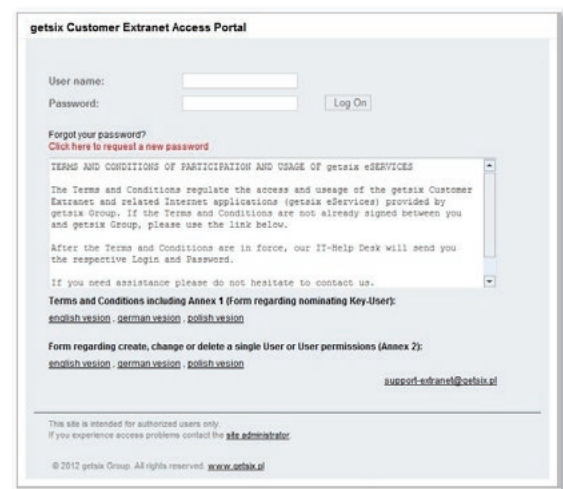 getsix Customer Extranet Access Portal
User name:
Password:
Log On
Forgot your password?
Click here to request a new password
TERMS AND CONDITIONS OF PARTICIPATION AND USAGE OF getsix eSERVICES
The Terms and Conditions regulate the access and useage of the getsix Customer
Extranet and related Internet applications (getsix eServices) provided by
getsix Group. If the Terms and Conditions are not already signed between you
and getsix Group, please use the link below.
After the Terms and Conditions are in force, our IT-Help Desk will send you
the respective Login and Password.
If you need assistance please do not hesitate to contact us.
Terms and Conditions including Annex 1 (Form regarding nominating Key-User):
english vesion , german vesion , polish vesion
Form regarding create, change or delete a single User or User permissions (Annex 2):
english vesion , german vesion , polish vesion
support-extranet@getsix.pl
This site is intended for authorized users only.
If you experience access problems contact the site administrator.
© 2012 getsix Group. All rights reserved. www.getsix.pl